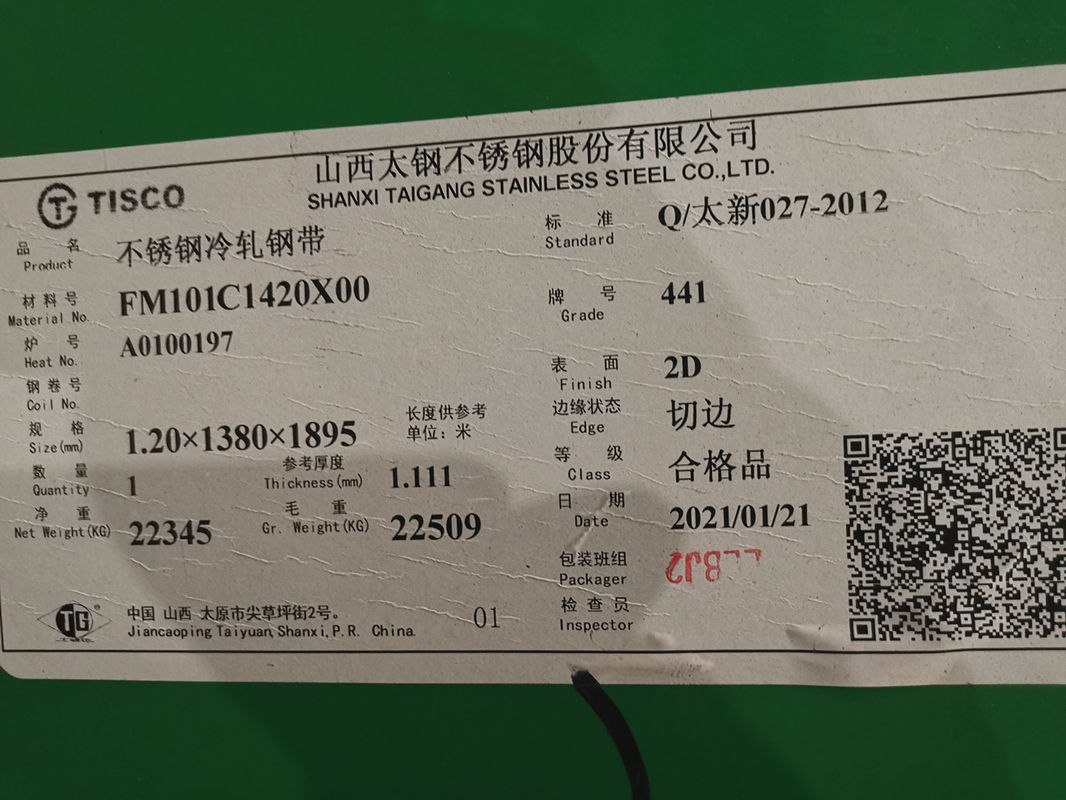 山西太钢不锈钢股份有限公司
TISCO
SHANXI TAIGANG STAINLESS STEEL CO.,LTD.
品 名 不锈钢冷轧钢带
Product
标 准 Q/太新027-2012
Standard
材料号 FM101C1420X00
Material No.
牌 号 441
Grade
炉 号 A0100197
Heat No.
表 面 2D
Finish
钢卷号
Coil No.
边缘状态 切边
Edge
规 格 1.20×1380×1895 长度供参考
Size(mm) 单位：米
等 级 合格品
Class
数 量 1 参考厚度 1.111
Quantity Thickness(mm)
日 期 2021/01/21
Date
净 重 22345 毛 重 22509
Net Weight(KG) Gr. Weight(KG)
包装班组
Packager
检查员
Inspector
TG®
中国 山西 太原市尖草坪街2号。
Jiancaoping Taiyuan, Shanxi, P.R. China.
01